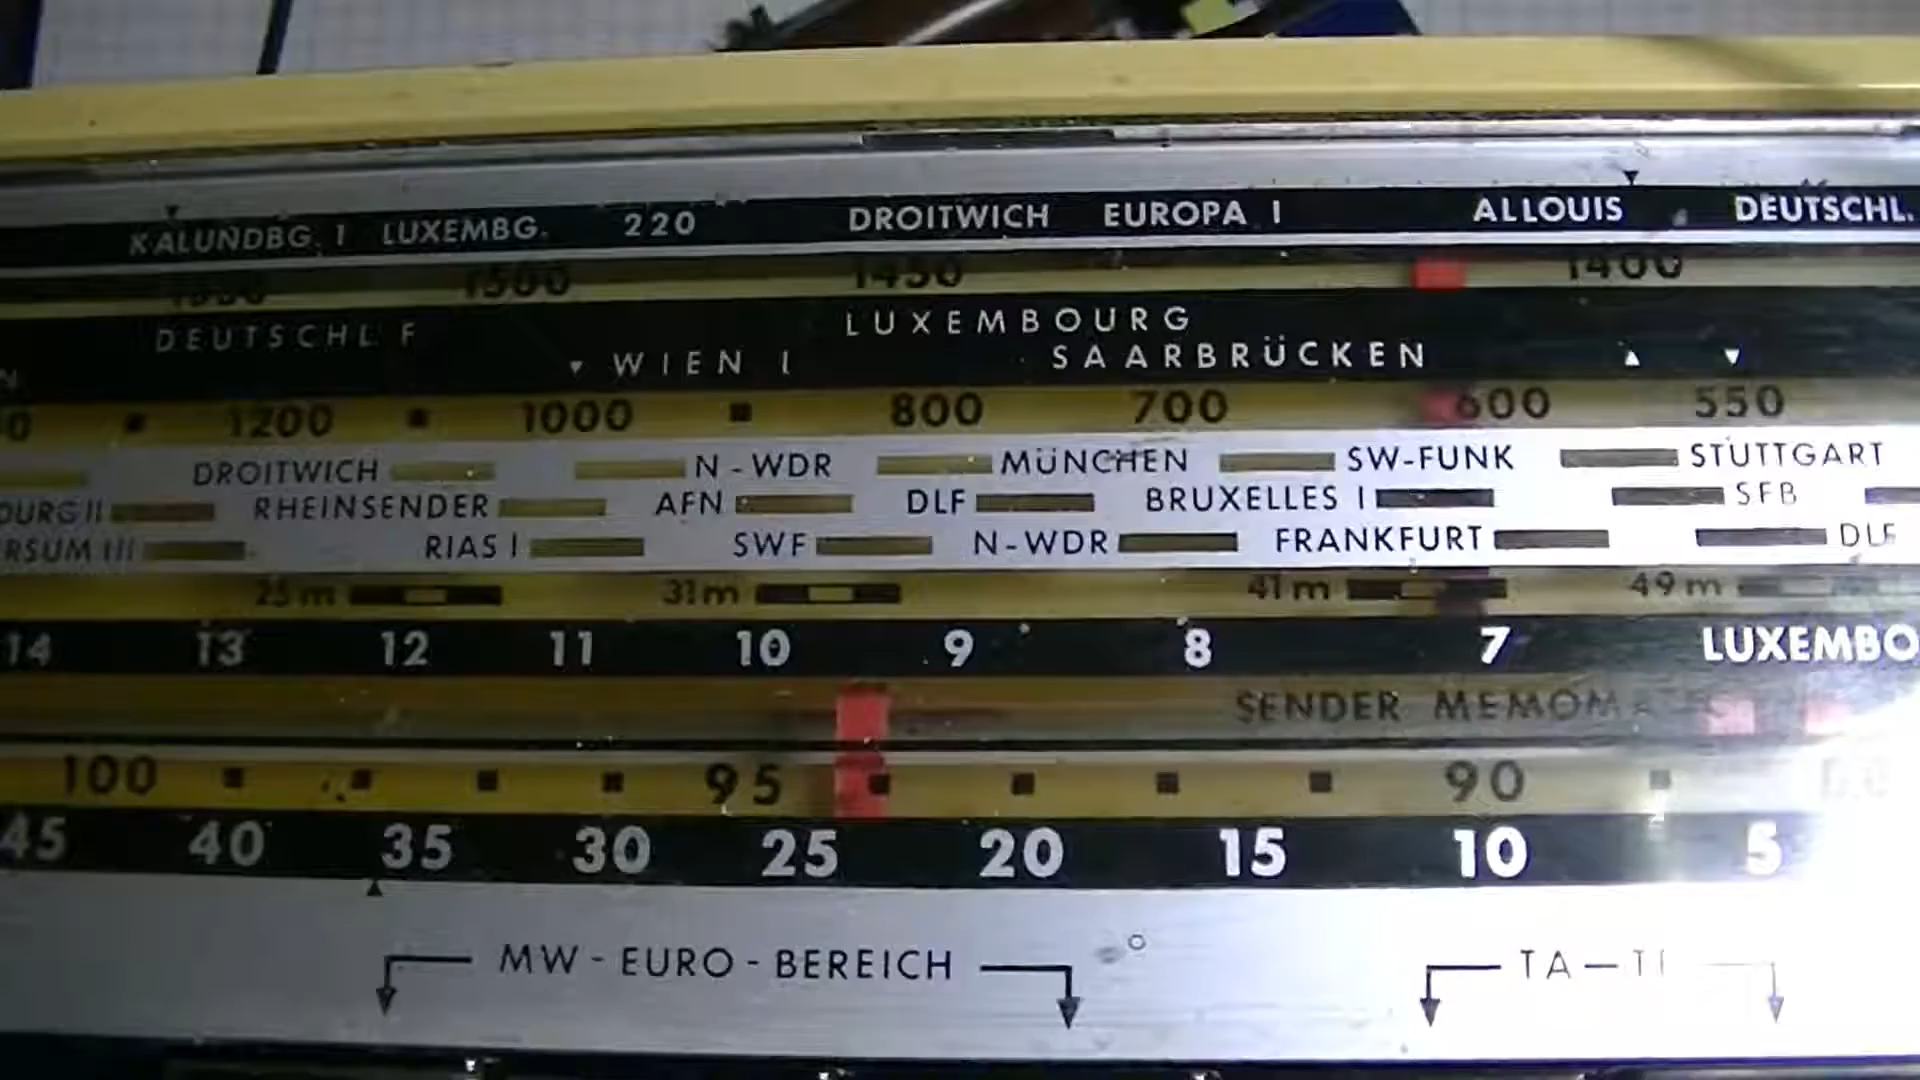 KALUNDBG. I LUXEMBG. 220 DROITWICH EUROPA I ALLOUIS DEUTSCHL.
1500 1450 1400
DEUTSCHL F LUXEMBOURG
WIEN I SAARBRÜCKEN
1200 1000 800 700 600 550
DROITWICH N-WDR MÜNCHEN SW-FUNK STUTTGART
RHEINSENDER AFN DLF BRUXELLES I SFB
RIAS I SWF N-WDR FRANKFURT DLF
25m 31m 41m 49m
14 13 12 11 10 9 8 7 LUXEMBO
SENDER MEMOMA
100 95 90
45 40 35 30 25 20 15 10 5
MW-EURO-BEREICH TA—